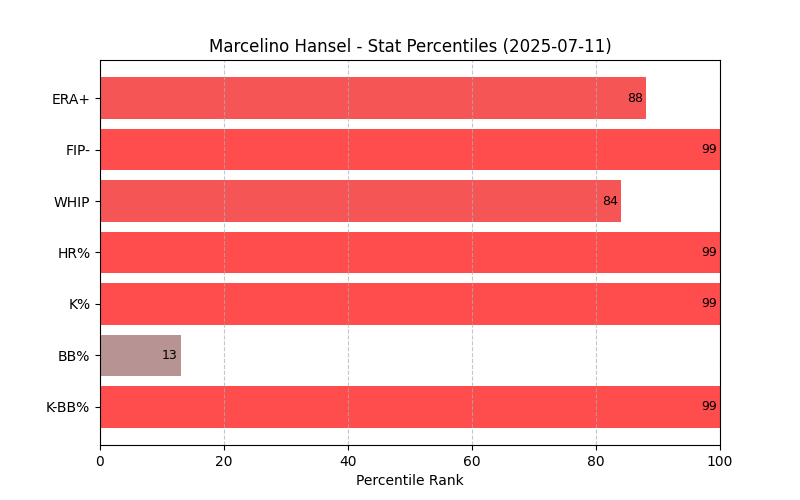 Marcelino Hansel - Stat Percentiles (2025-07-11)
ERA+ 88
FIP- 99
WHIP 84
HR% 99
K% 99
BB% 13
K-BB% 99
0 20 40 60 80 100
Percentile Rank